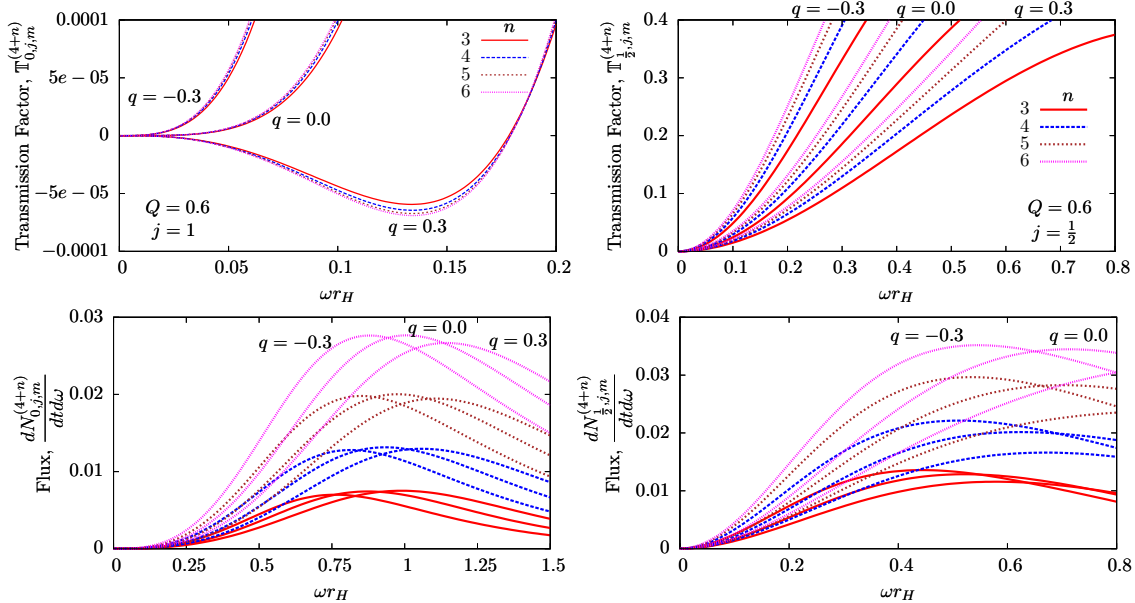 Transmission Factor, 𝕋^{(4+n)}_{0,j,m}
0.0001
5e − 05
0
−5e − 05
−0.0001
q = −0.3
q = 0.0
q = 0.3
n
3
4
5
6
Q = 0.6
j = 1
0 0.05 0.1 0.15 0.2
ωr_H
Transmission Factor, 𝕋^{(4+n)}_{\frac{1}{2},j,m}
0.4
0.3
0.2
0.1
0
q = −0.3 q = 0.0 q = 0.3
n
3
4
5
6
Q = 0.6
j = \frac{1}{2}
0 0.1 0.2 0.3 0.4 0.5 0.6 0.7 0.8
ωr_H
Flux, \frac{dN^{(4+n)}_{0,j,m}}{dtdω}
0.03
0.02
0.01
0
q = −0.3 q = 0.0 q = 0.3
0 0.25 0.5 0.75 1 1.25 1.5
ωr_H
Flux, \frac{dN^{(4+n)}_{\frac{1}{2},j,m}}{dtdω}
0.04
0.03
0.02
0.01
0
q = −0.3 q = 0.0
0 0.2 0.4 0.6 0.8
ωr_H